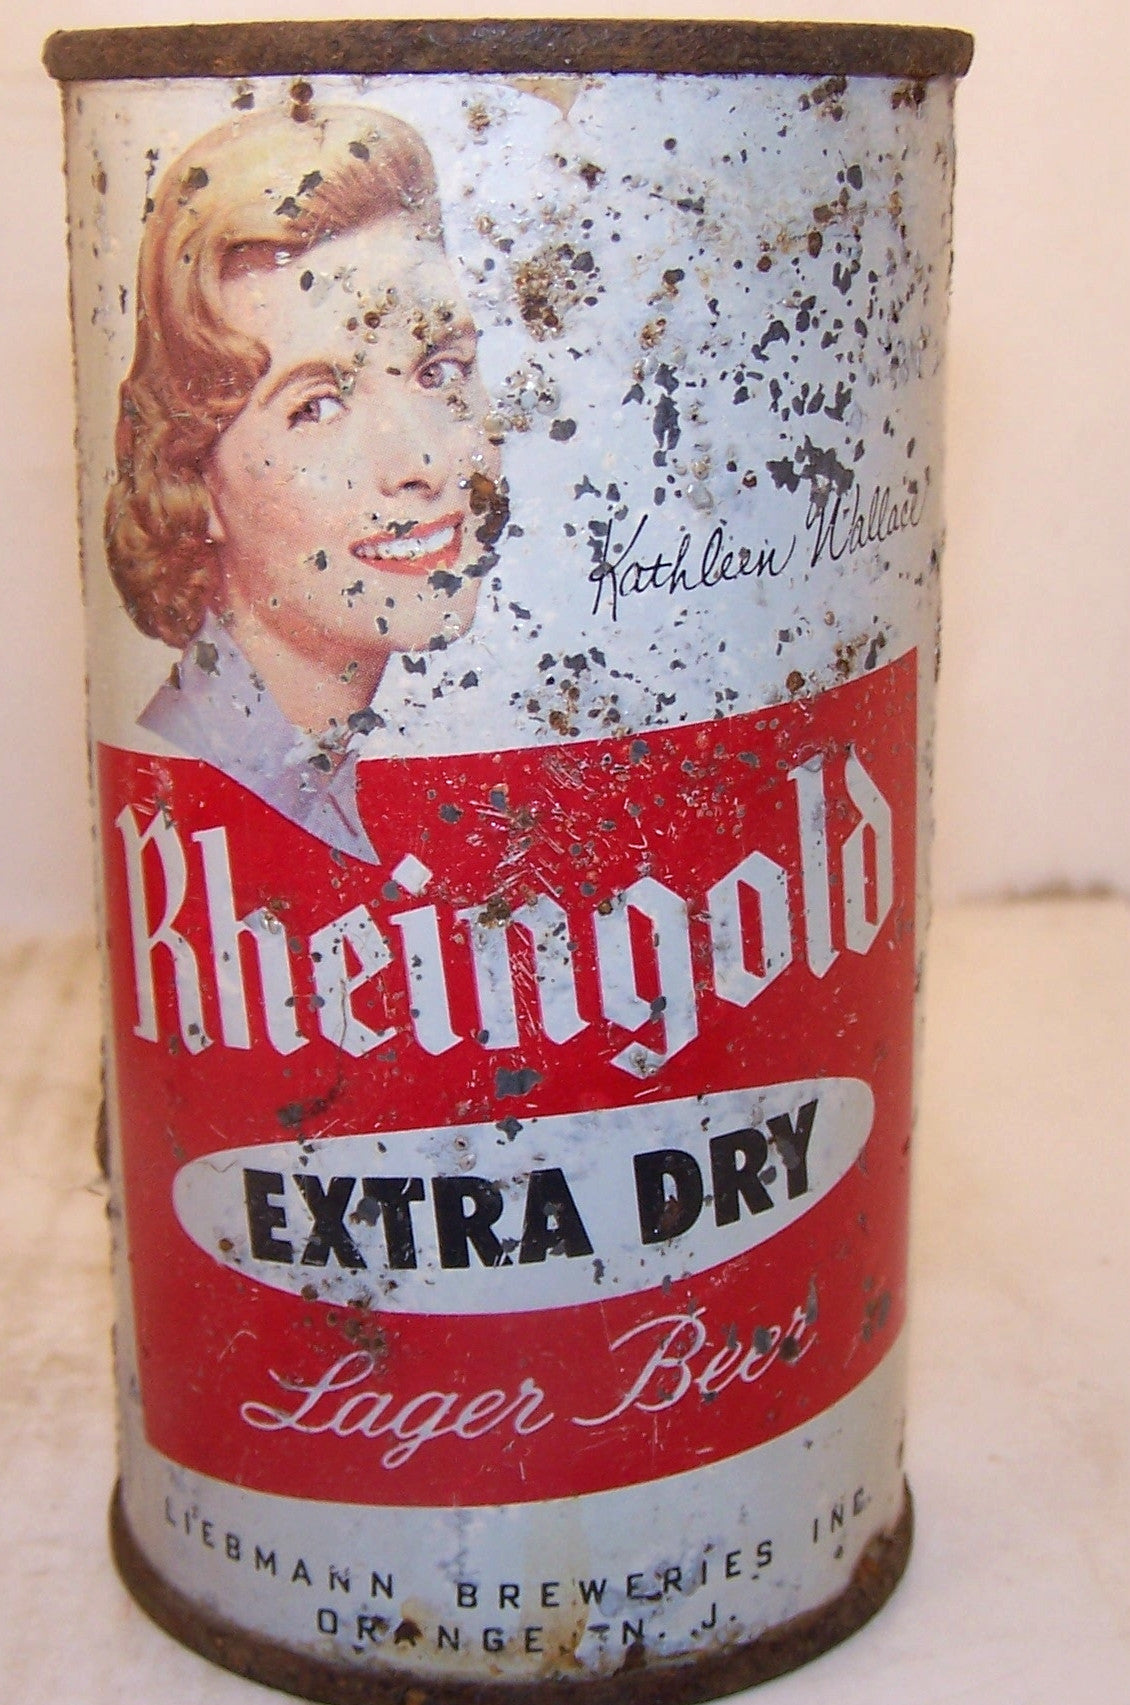 Kathleen Wallace
Rheingold
EXTRA DRY
Lager Beer
LIEBMANN BREWERIES INC.
ORANGE N. J.